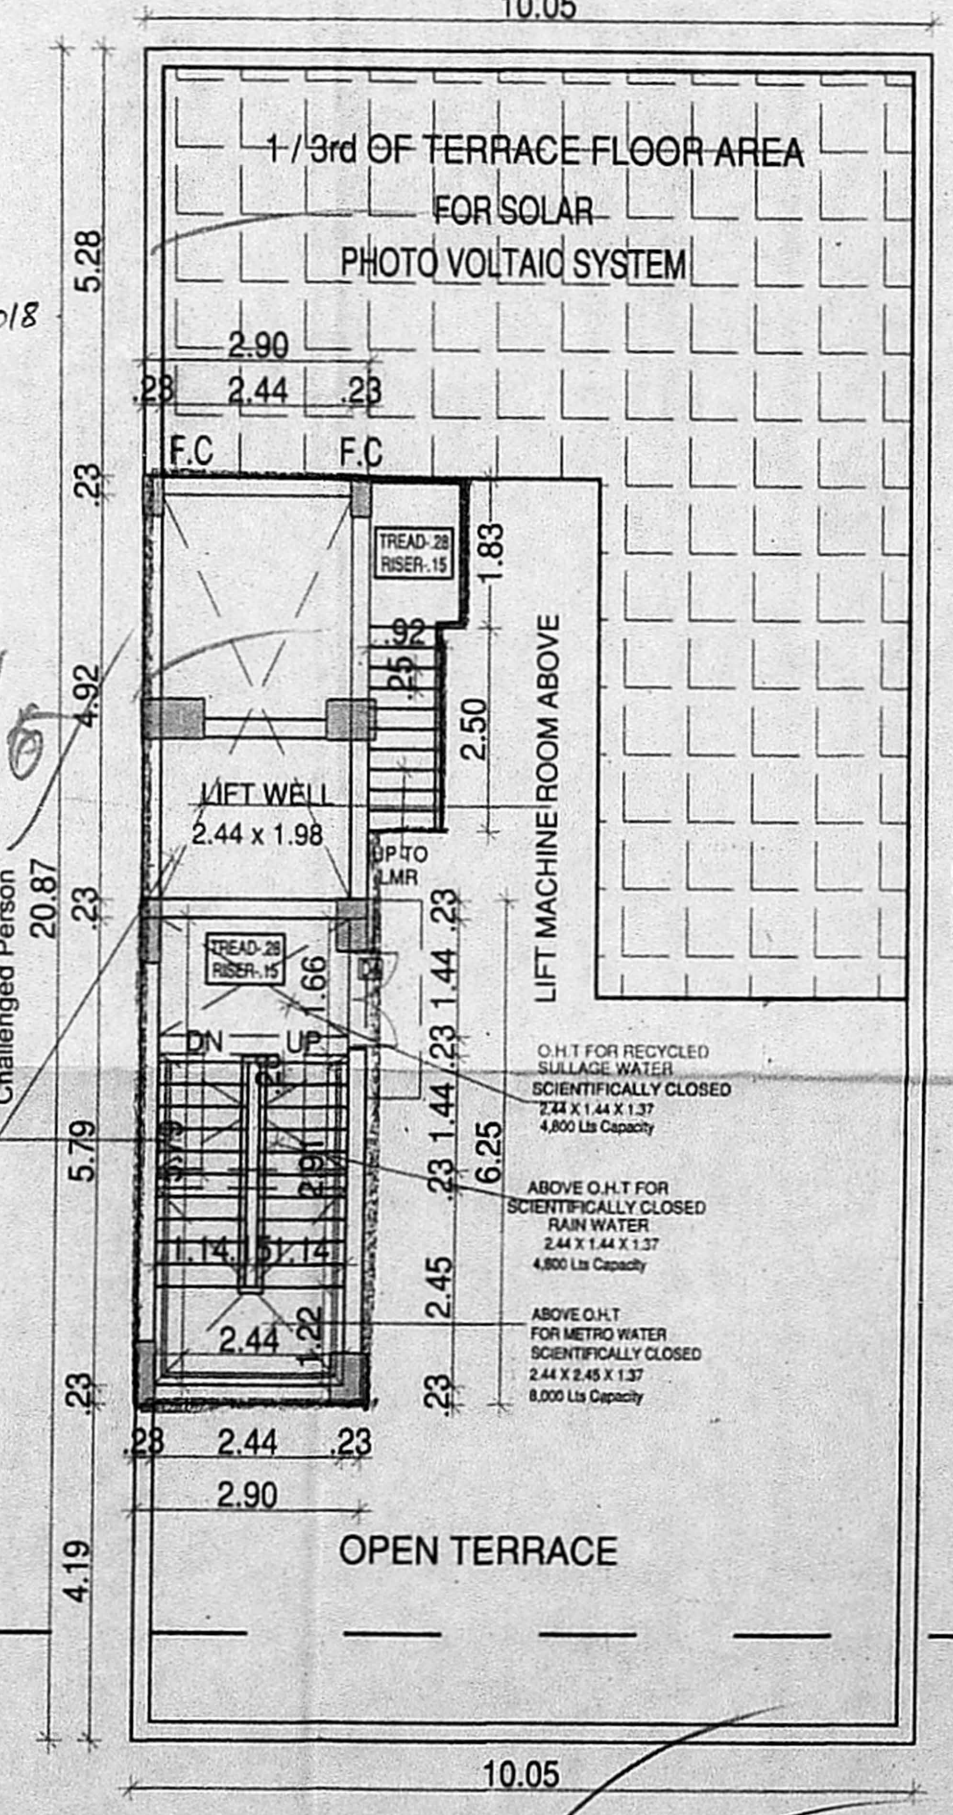 10.05
1 / 3rd OF TERRACE FLOOR AREA
FOR SOLAR
PHOTO VOLTAIC SYSTEM
5.28
018
2.90
.23
2.44
.23
F.C
F.C
.23
TREAD-.28
RISER-.15
1.83
.92
.25
4.92
2.50
LIFT MACHINE ROOM ABOVE
LIFT WELL
2.44 x 1.98
UP TO
LMR
20.87
Challenged Person
.23
.23
TREAD-.28
RISER-.15
1.66
1.44
DN
UP
.23
O.H.T FOR RECYCLED
SULLAGE WATER
SCIENTIFICALLY CLOSED
2.44 X 1.44 X 1.37
4,800 Lts Capacity
1.44
5.79
5.79
2.91
6.25
.23
ABOVE O.H.T FOR
SCIENTIFICALLY CLOSED
RAIN WATER
2.44 X 1.44 X 1.37
4,800 Lts Capacity
1.14
.15
1.14
2.45
1.22
2.44
ABOVE O.H.T
FOR METRO WATER
SCIENTIFICALLY CLOSED
2.44 X 2.45 X 1.37
8,000 Lts Capacity
.23
.23
.23
2.44
.23
2.90
OPEN TERRACE
4.19
10.05